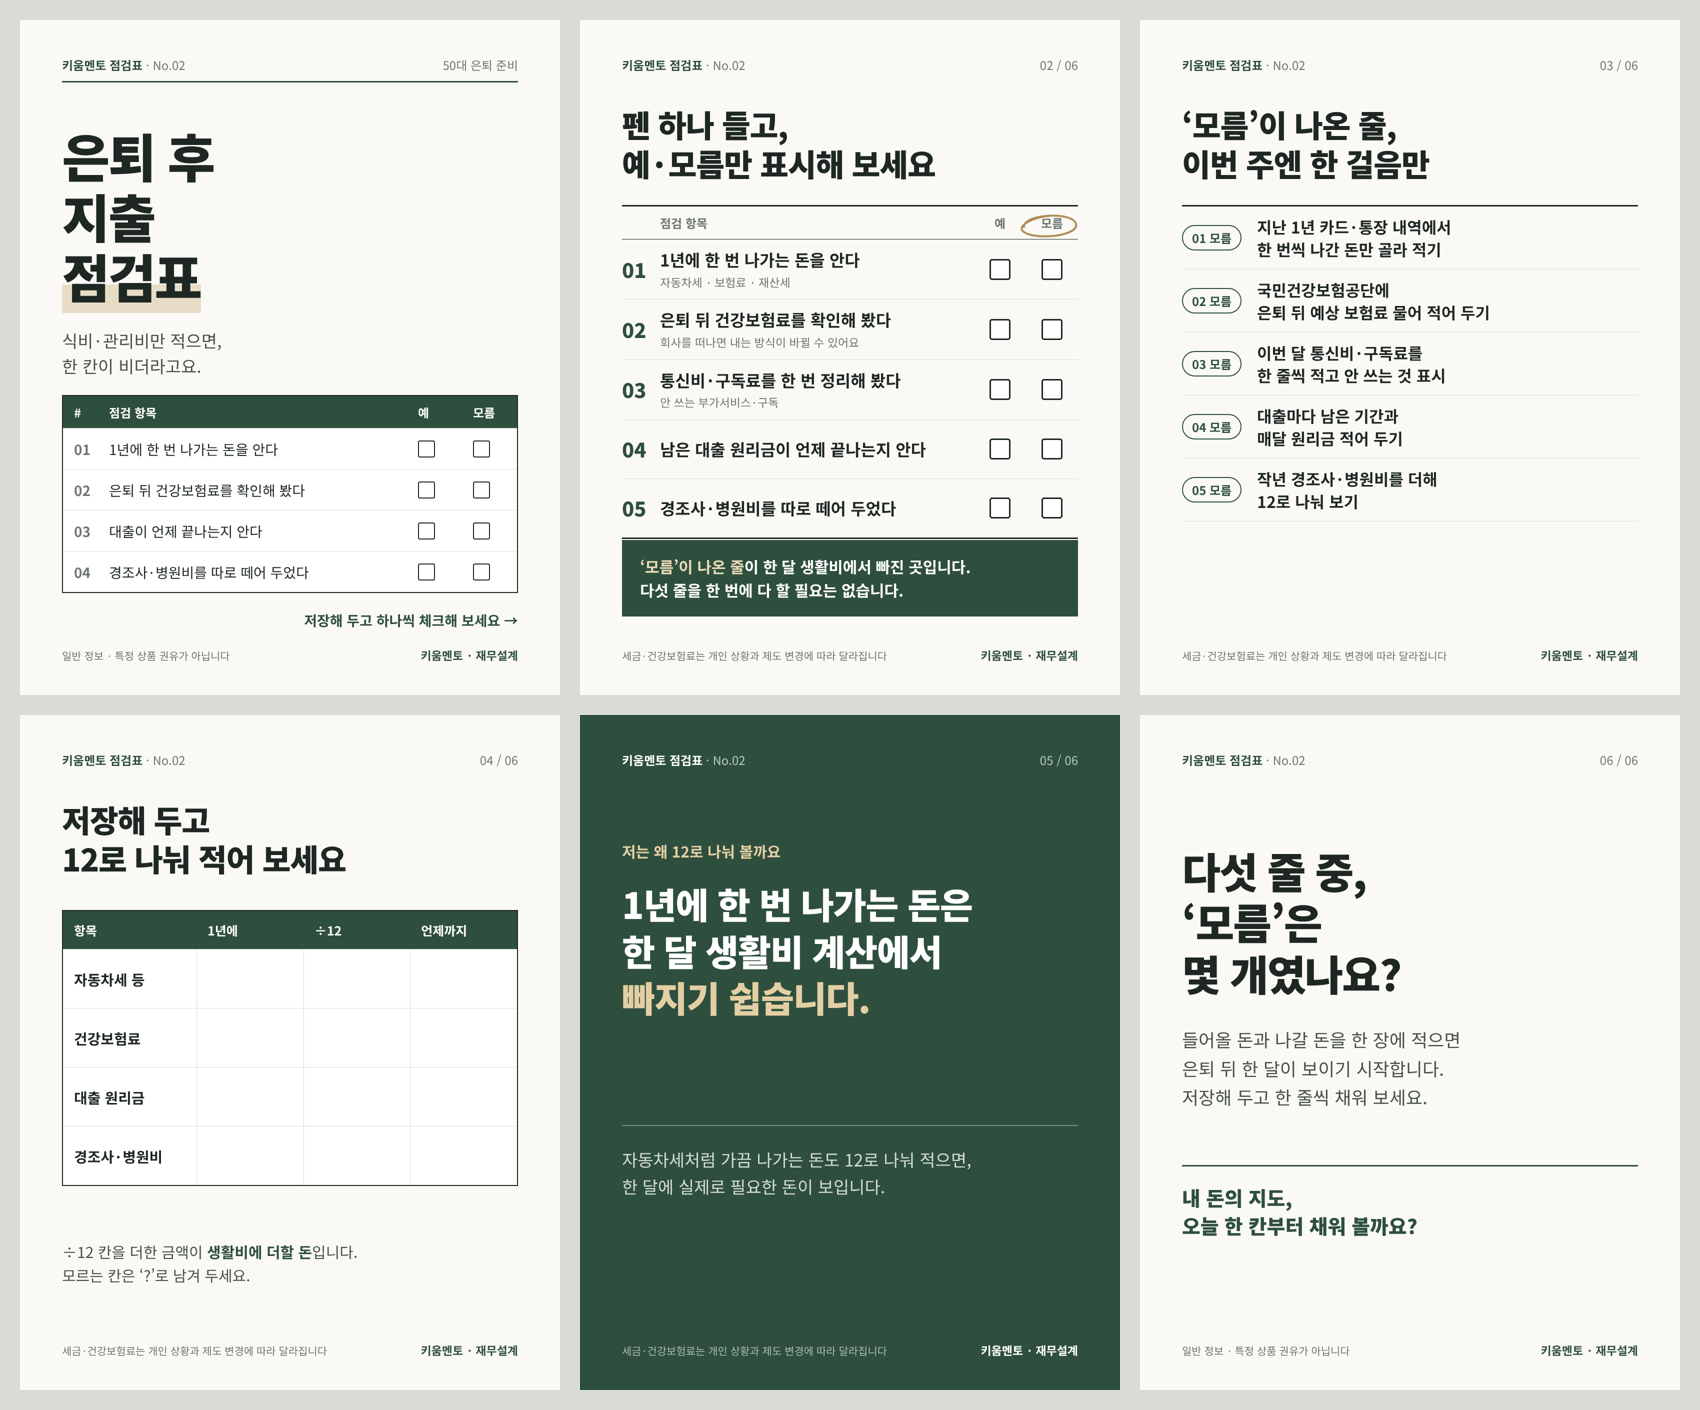 키움멘토 점검표 · No.02
50대 은퇴 준비
은퇴 후
지출
점검표
식비·관리비만 적으면,
한 칸이 비더라고요.
# 점검 항목 예 모름
01 1년에 한 번 나가는 돈을 안다
02 은퇴 뒤 건강보험료를 확인해 봤다
03 대출이 언제 끝나는지 안다
04 경조사·병원비를 따로 떼어 두었다
저장해 두고 하나씩 체크해 보세요 →
일반 정보 · 특정 상품 권유가 아닙니다
키움멘토 · 재무설계
키움멘토 점검표 · No.02
02 / 06
펜 하나 들고,
예·모름만 표시해 보세요
점검 항목 예 모름
01 1년에 한 번 나가는 돈을 안다
자동차세 · 보험료 · 재산세
02 은퇴 뒤 건강보험료를 확인해 봤다
회사를 떠나면 내는 방식이 바뀔 수 있어요
03 통신비·구독료를 한 번 정리해 봤다
안 쓰는 부가서비스·구독
04 남은 대출 원리금이 언제 끝나는지 안다
05 경조사·병원비를 따로 떼어 두었다
‘모름’이 나온 줄이 한 달 생활비에서 빠진 곳입니다.
다섯 줄을 한 번에 다 할 필요는 없습니다.
세금·건강보험료는 개인 상황과 제도 변경에 따라 달라집니다
키움멘토 · 재무설계
키움멘토 점검표 · No.02
03 / 06
‘모름’이 나온 줄,
이번 주엔 한 걸음만
01 모름
지난 1년 카드·통장 내역에서
한 번씩 나간 돈만 골라 적기
02 모름
국민건강보험공단에
은퇴 뒤 예상 보험료 물어 적어 두기
03 모름
이번 달 통신비·구독료를
한 줄씩 적고 안 쓰는 것 표시
04 모름
대출마다 남은 기간과
매달 원리금 적어 두기
05 모름
작년 경조사·병원비를 더해
12로 나눠 보기
세금·건강보험료는 개인 상황과 제도 변경에 따라 달라집니다
키움멘토 · 재무설계
키움멘토 점검표 · No.02
04 / 06
저장해 두고
12로 나눠 적어 보세요
항목 1년에 ÷12 언제까지
자동차세 등
건강보험료
대출 원리금
경조사·병원비
÷12 칸을 더한 금액이 생활비에 더할 돈입니다.
모르는 칸은 ‘?’로 남겨 두세요.
세금·건강보험료는 개인 상황과 제도 변경에 따라 달라집니다
키움멘토 · 재무설계
키움멘토 점검표 · No.02
05 / 06
저는 왜 12로 나눠 볼까요
1년에 한 번 나가는 돈은
한 달 생활비 계산에서
빠지기 쉽습니다.
자동차세처럼 가끔 나가는 돈도 12로 나눠 적으면,
한 달에 실제로 필요한 돈이 보입니다.
세금·건강보험료는 개인 상황과 제도 변경에 따라 달라집니다
키움멘토 · 재무설계
키움멘토 점검표 · No.02
06 / 06
다섯 줄 중,
‘모름’은
몇 개였나요?
들어올 돈과 나갈 돈을 한 장에 적으면
은퇴 뒤 한 달이 보이기 시작합니다.
저장해 두고 한 줄씩 채워 보세요.
내 돈의 지도,
오늘 한 칸부터 채워 볼까요?
일반 정보 · 특정 상품 권유가 아닙니다
키움멘토 · 재무설계